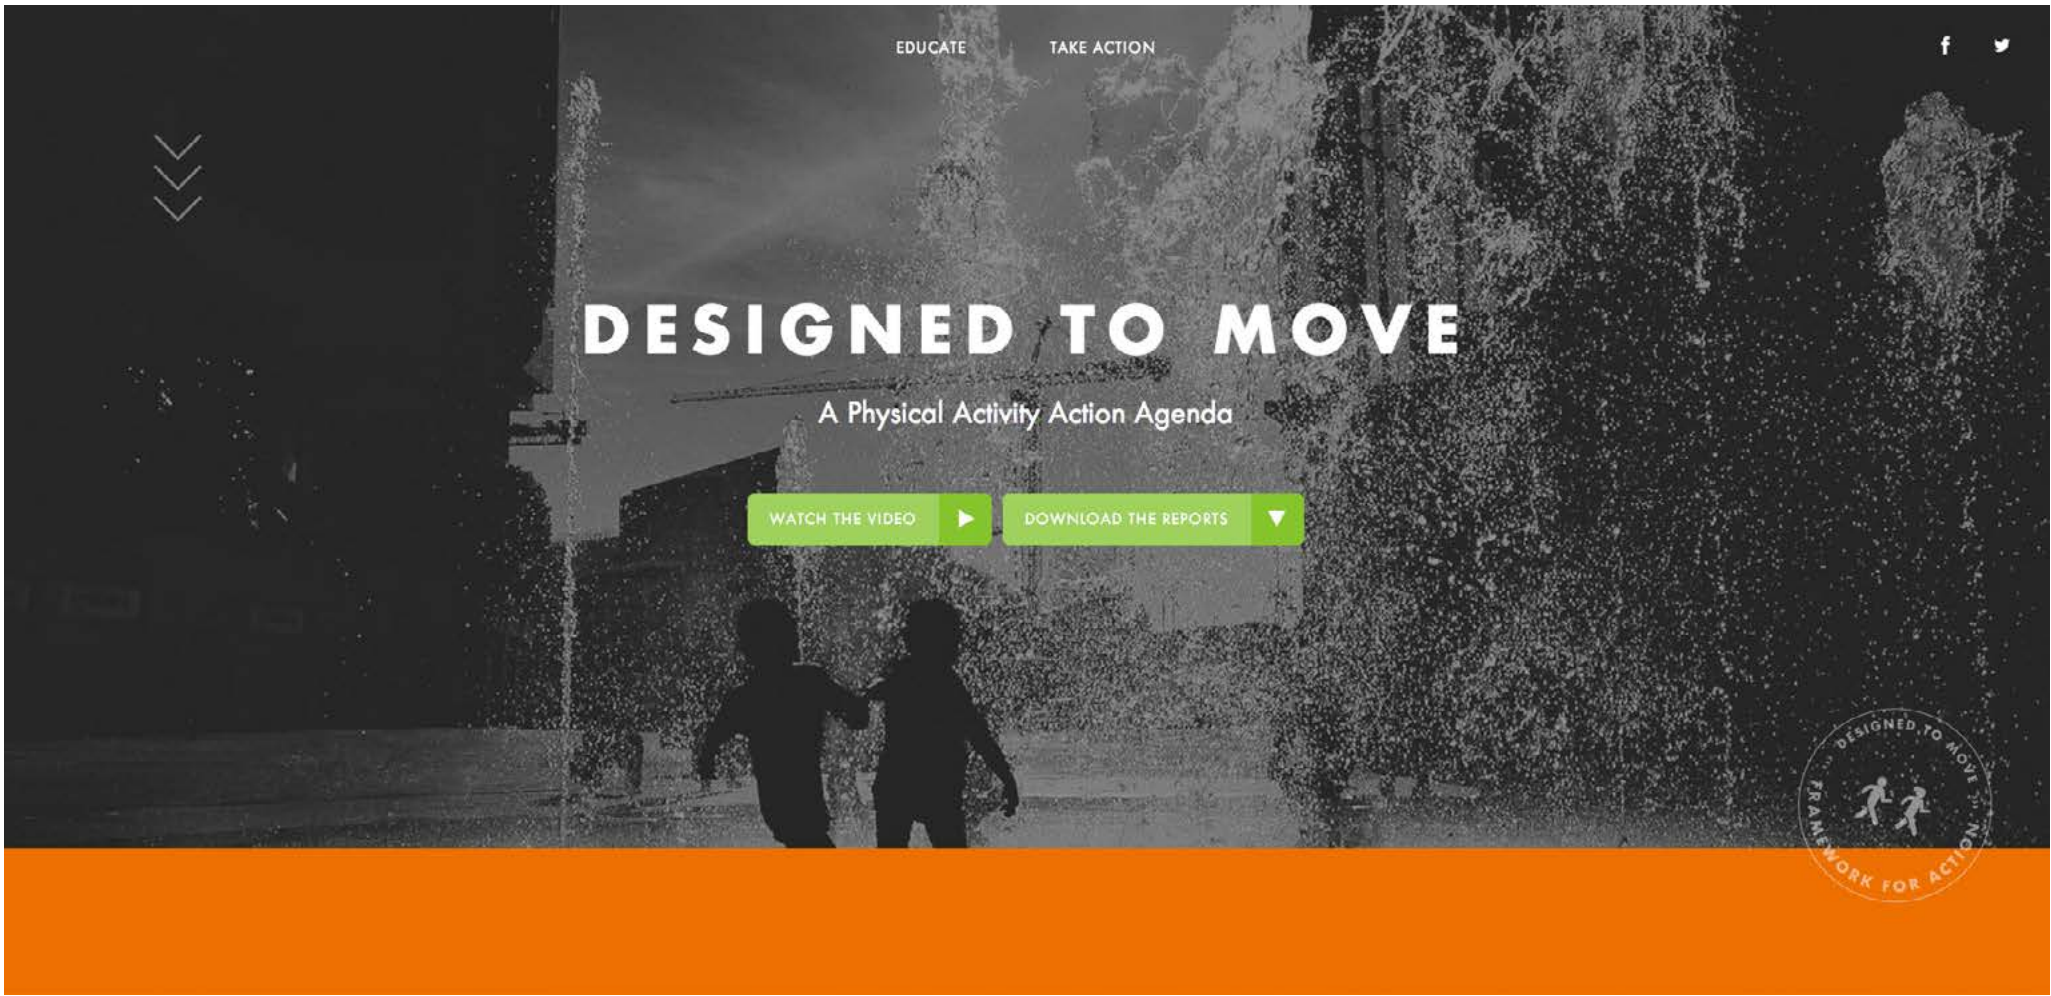 EDUCATE
TAKE ACTION
f
DESIGNED TO MOVE
A Physical Activity Action Agenda
WATCH THE VIDEO
DOWNLOAD THE REPORTS
DESIGNED TO MOVE
FRAMEWORK FOR ACTION